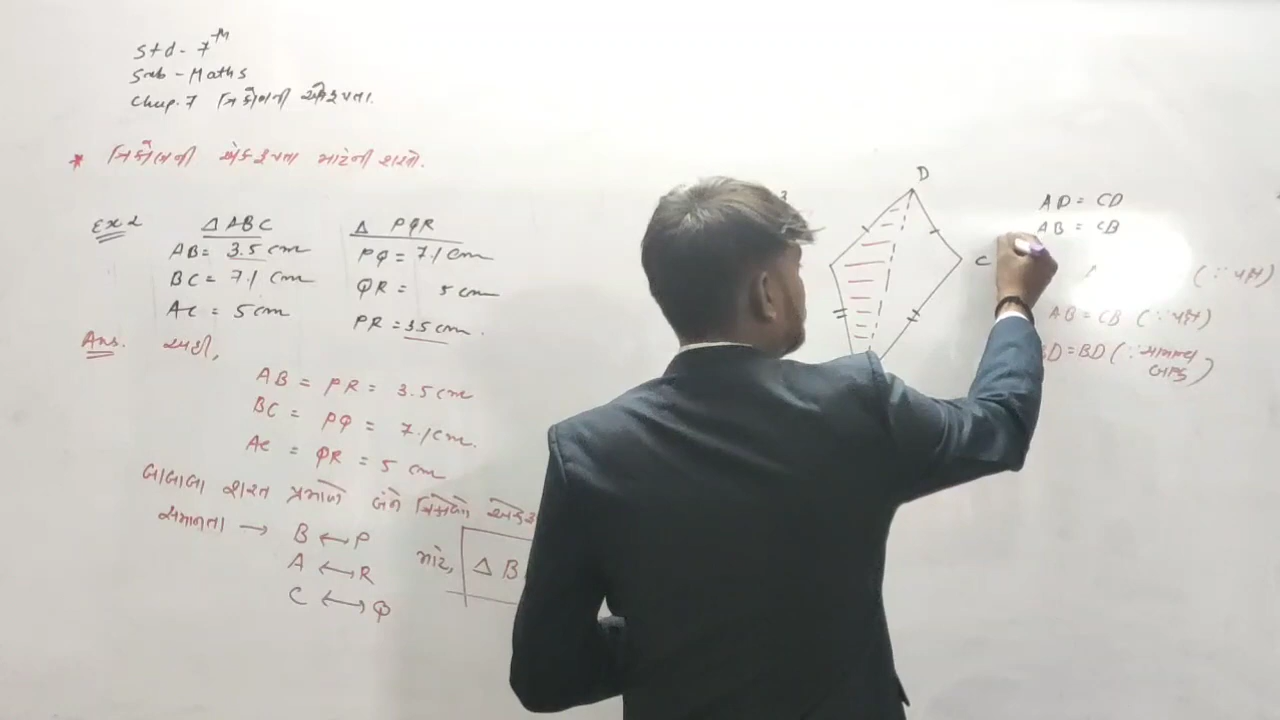 Std - 7th
Sub - Maths
Chap. 7 ત્રિકોણની એકરૂપતા.
* ત્રિકોણની એકરૂપતા માટેની શરતો.
Ex 2
Δ ABC
AB = 3.5 cm
BC = 7.1 cm
AC = 5 cm
Δ PQR
PQ = 7.1 cm
QR = 5 cm
PR = 3.5 cm.
Ans. અહીં,
AB = PR = 3.5 cm
BC = PQ = 7.1 cm.
AC = QR = 5 cm
બાબાબા શરત પ્રમાણે બંને ત્રિકોણો
સમાનતા → B ↔ P
A ↔ R
C ↔ Q
માટે, Δ B
3
D
C
AD = CD
AB = CB
(∵ પક્ષ)
AB = CB (∵ પક્ષ)
BD = BD (∵ સામાન્ય
બાજુ)